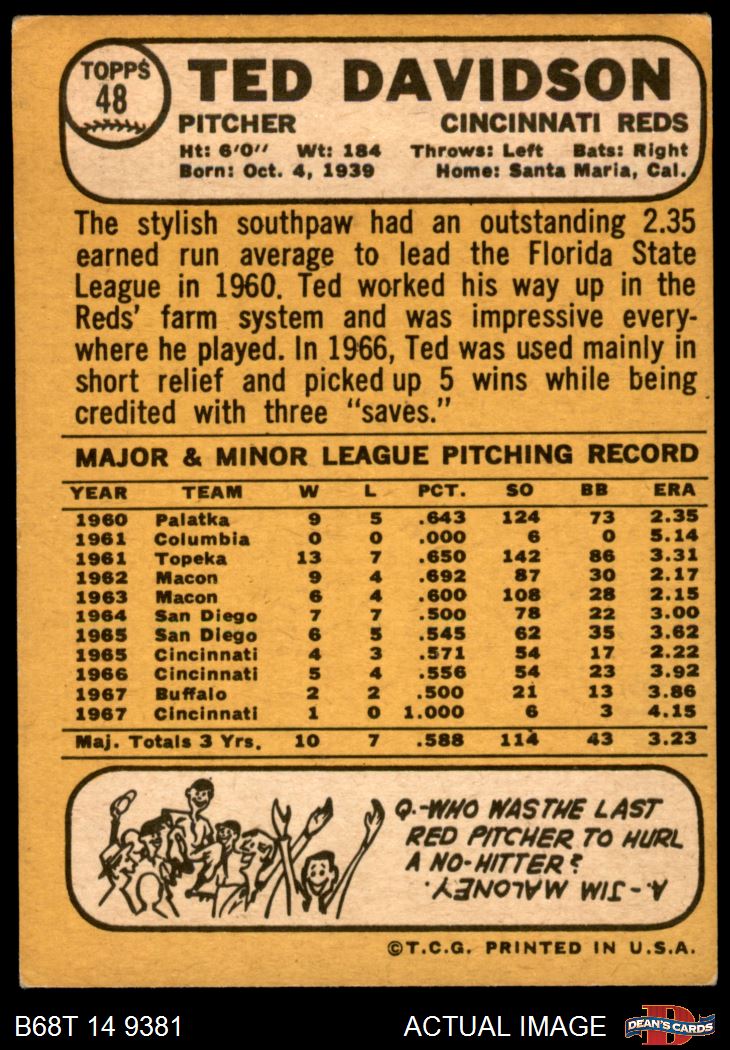 TOPPS
48
TED DAVIDSON
PITCHER CINCINNATI REDS
Ht: 6'0" Wt: 184 Throws: Left Bats: Right
Born: Oct. 4, 1939 Home: Santa Maria, Cal.
The stylish southpaw had an outstanding 2.35
earned run average to lead the Florida State
League in 1960. Ted worked his way up in the
Reds' farm system and was impressive every-
where he played. In 1966, Ted was used mainly in
short relief and picked up 5 wins while being
credited with three "saves."
MAJOR & MINOR LEAGUE PITCHING RECORD
YEAR TEAM W L PCT. SO BB ERA
1960 Palatka 9 5 .643 124 73 2.35
1961 Columbia 0 0 .000 6 0 5.14
1961 Topeka 13 7 .650 142 86 3.31
1962 Macon 9 4 .692 87 30 2.17
1963 Macon 6 4 .600 108 28 2.15
1964 San Diego 7 7 .500 78 22 3.00
1965 San Diego 6 5 .545 62 35 3.62
1965 Cincinnati 4 3 .571 54 17 2.22
1966 Cincinnati 5 4 .556 54 23 3.92
1967 Buffalo 2 2 .500 21 13 3.86
1967 Cincinnati 1 0 1.000 6 3 4.15
Maj. Totals 3 Yrs. 10 7 .588 114 43 3.23
Q.-WHO WAS THE LAST
RED PITCHER TO HURL
A NO-HITTER?
A.-JIM MALONEY.
©T.C.G. PRINTED IN U.S.A.
B68T 14 9381 ACTUAL IMAGE
D
DEAN'S CARDS